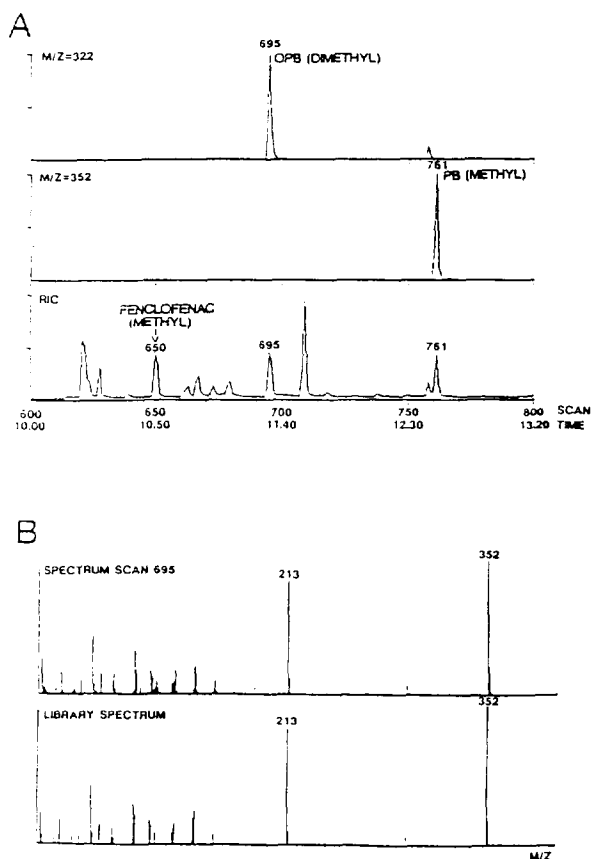 A
M/Z=322
695
OPB (DIMETHYL)
M/Z=352
761
PB (METHYL)
RIC
FENCLOFENAC
(METHYL)
650
695
761
600 650 700 750 800 SCAN
10.00 10.50 11.40 12.30 13.20 TIME
B
SPECTRUM SCAN 695
213
352
LIBRARY SPECTRUM
213
352
M/Z